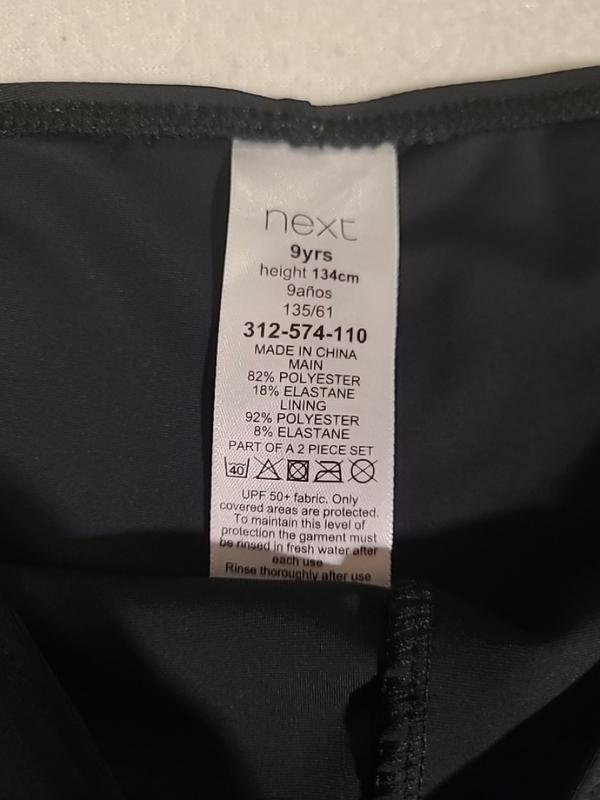 next
9yrs
height 134cm
9años
135/61
312-574-110
MADE IN CHINA
MAIN
82% POLYESTER
18% ELASTANE
LINING
92% POLYESTER
8% ELASTANE
PART OF A 2 PIECE SET
40
UPF 50+ fabric. Only
covered areas are protected.
To maintain this level of
protection the garment must
be rinsed in fresh water after
each use
Rinse thoroughly after use